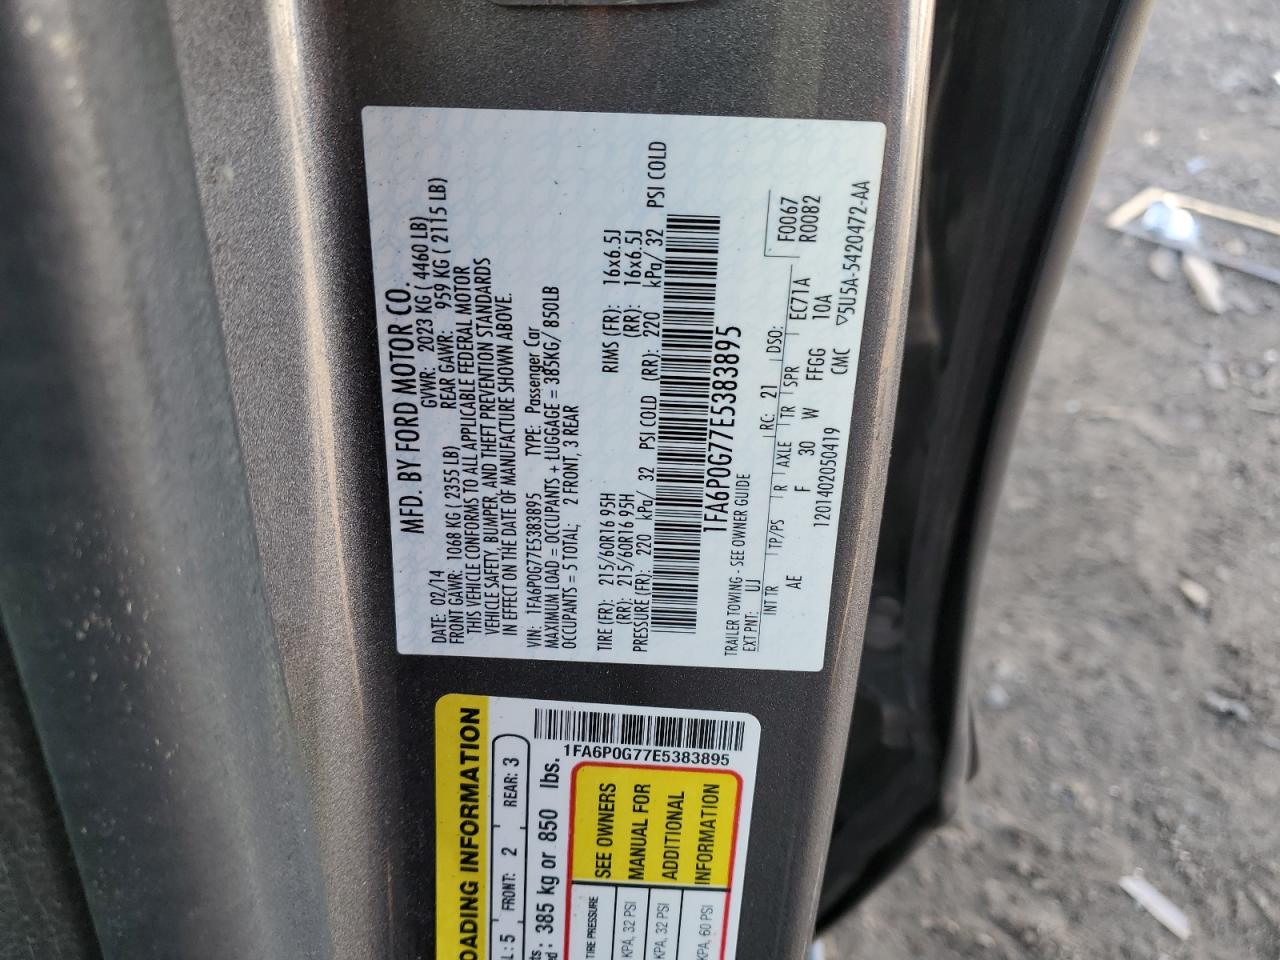 MFD. BY FORD MOTOR CO.
DATE: 02/14 GVWR: 2023 KG ( 4460 LB)
FRONT GAWR: 1068 KG ( 2355 LB) REAR GAWR: 959 KG ( 2115 LB)
THIS VEHICLE CONFORMS TO ALL APPLICABLE FEDERAL MOTOR
VEHICLE SAFETY, BUMPER, AND THEFT PREVENTION STANDARDS
IN EFFECT ON THE DATE OF MANUFACTURE SHOWN ABOVE.
VIN: 1FA6P0G77E5383895 TYPE: Passenger Car
MAXIMUM LOAD = OCCUPANTS + LUGGAGE = 385KG/ 850LB
OCCUPANTS = 5 TOTAL; 2 FRONT, 3 REAR
TIRE (FR): 215/60R16 95H RIMS (FR): 16x6.5J
(RR): 215/60R16 95H (RR): 16x6.5J
PRESSURE (FR): 220 kPa/ 32 PSI COLD (RR): 220 kPa/ 32 PSI COLD
1FA6P0G77E5383895
TRAILER TOWING - SEE OWNER GUIDE
EXT PNT: UJ RC: 21 DSO: F0067
INT TR TP/PS R AXLE TR SPR EC71A R0082
AE F 30 W FFGG 10A
1201402050419 CMC ▽5U5A-5420472-AA
OADING INFORMATION
L: 5 FRONT: 2 REAR: 3
ts : 385 kg or 850 lbs.
ed
1FA6P0G77E5383895
TIRE PRESSURE
KPA, 32 PSI
KPA, 32 PSI
KPA, 60 PSI
SEE OWNERS
MANUAL FOR
ADDITIONAL
INFORMATION